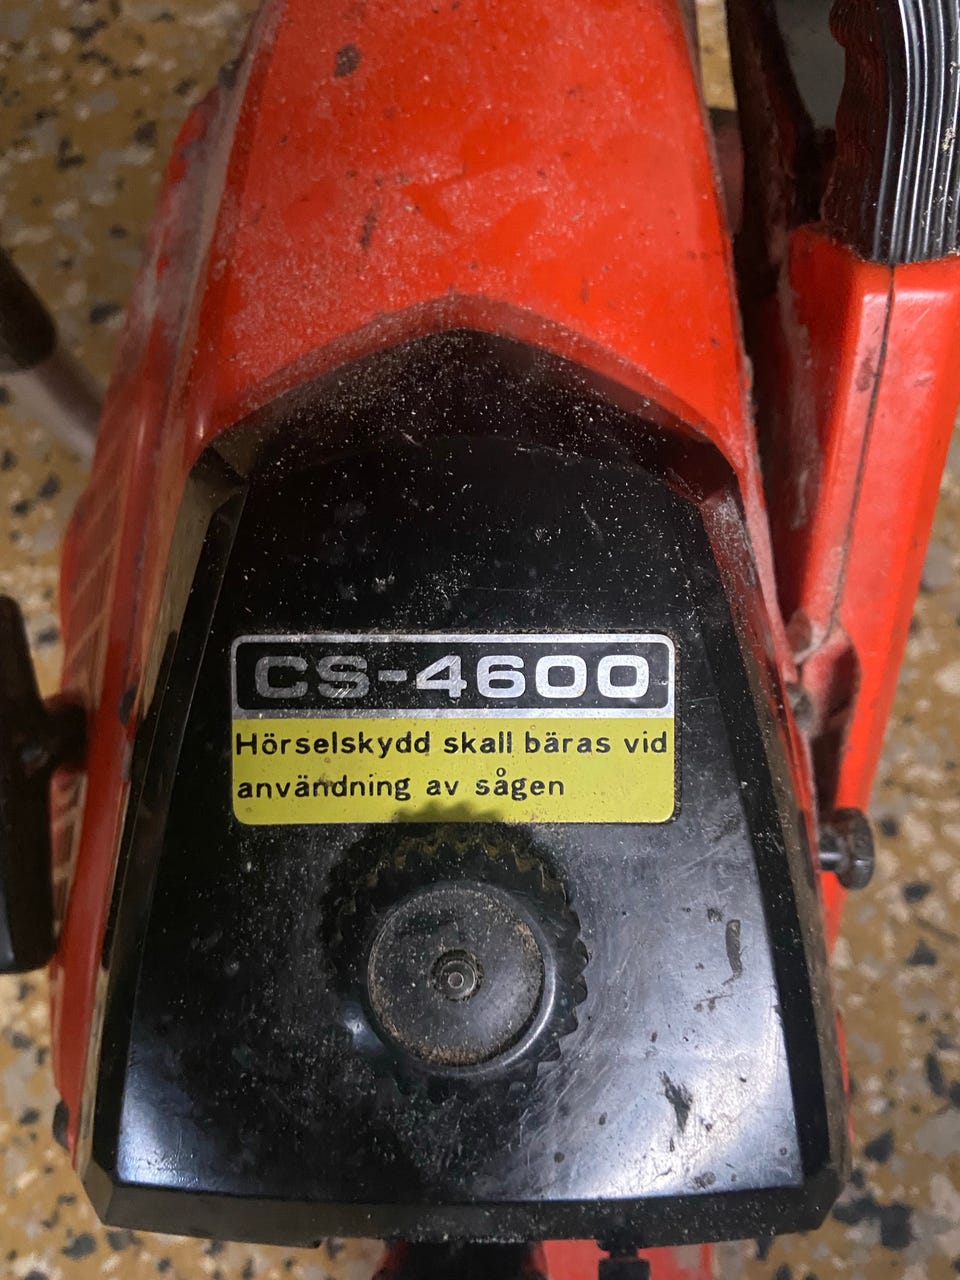 CS-4600
Hörselskydd skall bäras vid
användning av sågen